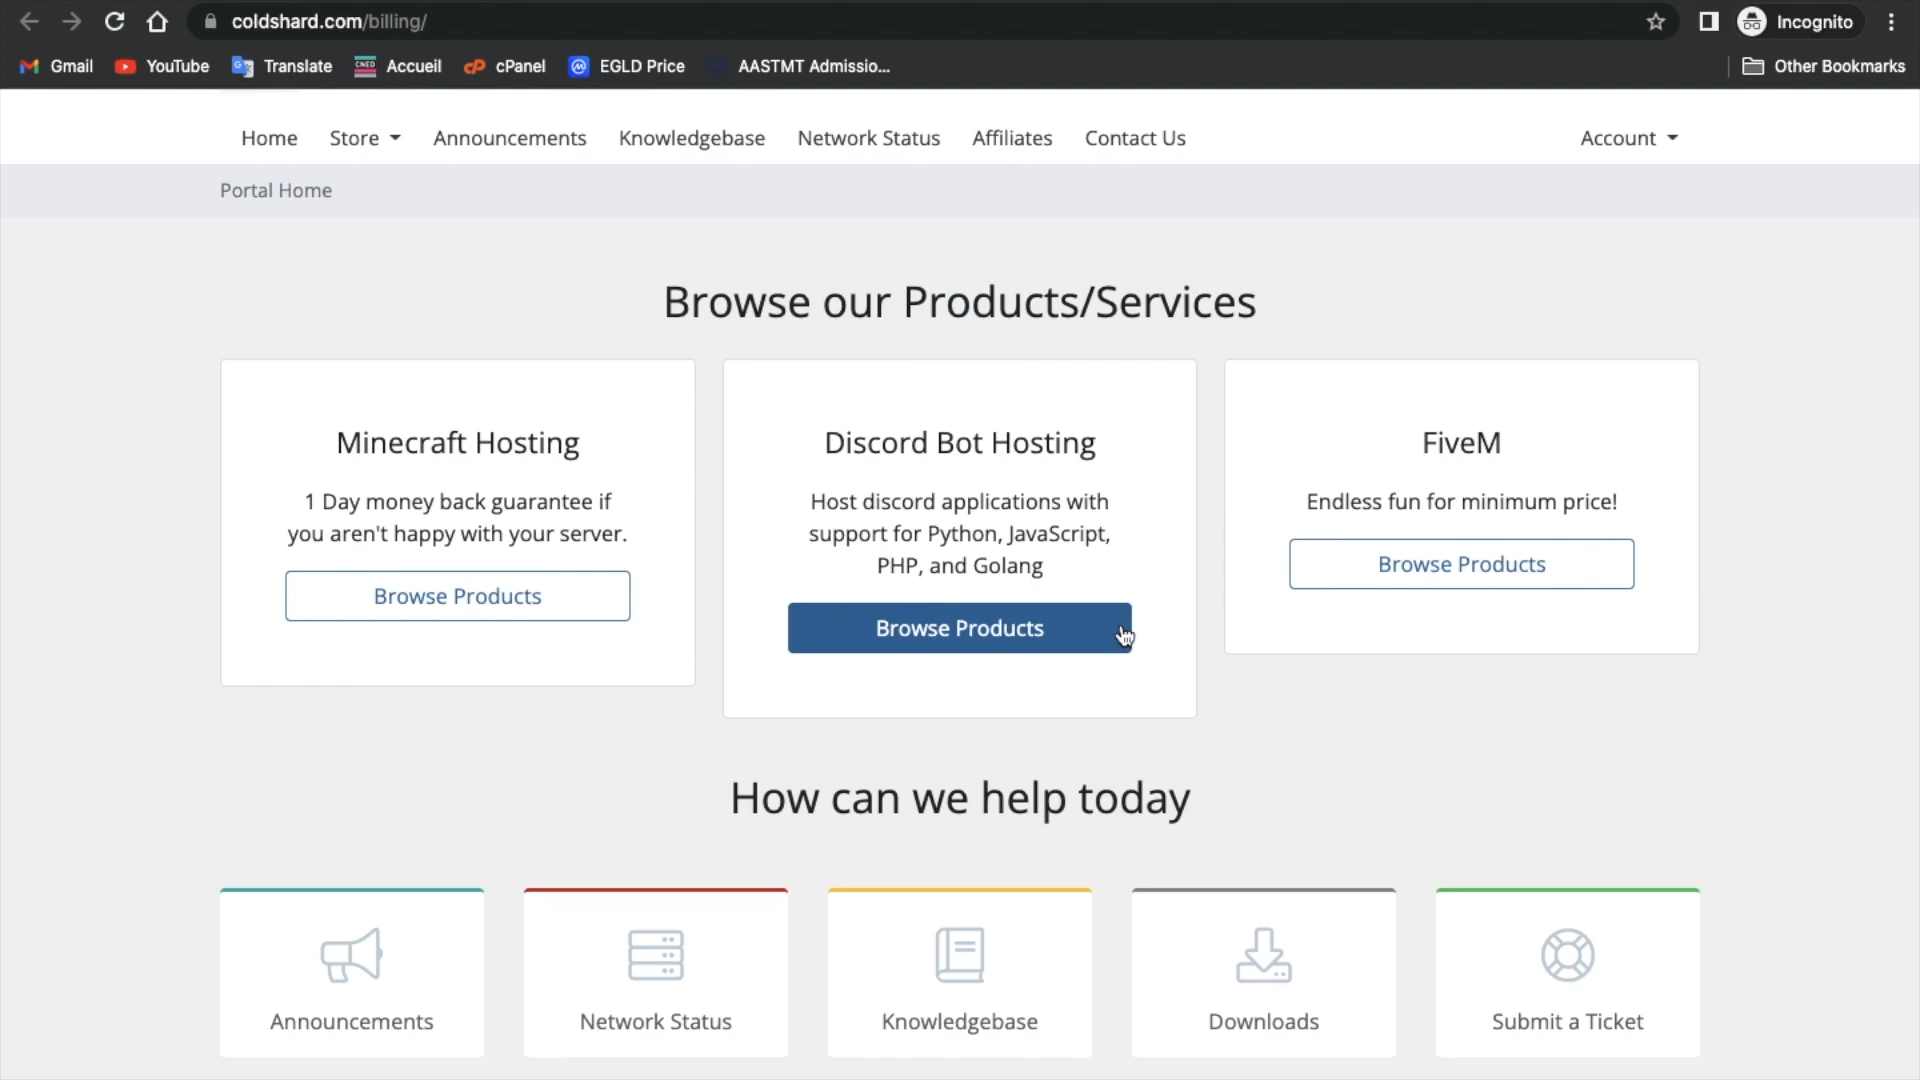 coldshard.com/billing/
Incognito
Gmail
YouTube
Translate
CNED
Accueil
cP
cPanel
EGLD Price
AASTMT Admissio...
Other Bookmarks
Home
Store
Announcements
Knowledgebase
Network Status
Affiliates
Contact Us
Account
Portal Home
Browse our Products/Services
Minecraft Hosting
1 Day money back guarantee if
you aren't happy with your server.
Browse Products
Discord Bot Hosting
Host discord applications with
support for Python, JavaScript,
PHP, and Golang
Browse Products
FiveM
Endless fun for minimum price!
Browse Products
How can we help today
Announcements
Network Status
Knowledgebase
Downloads
Submit a Ticket